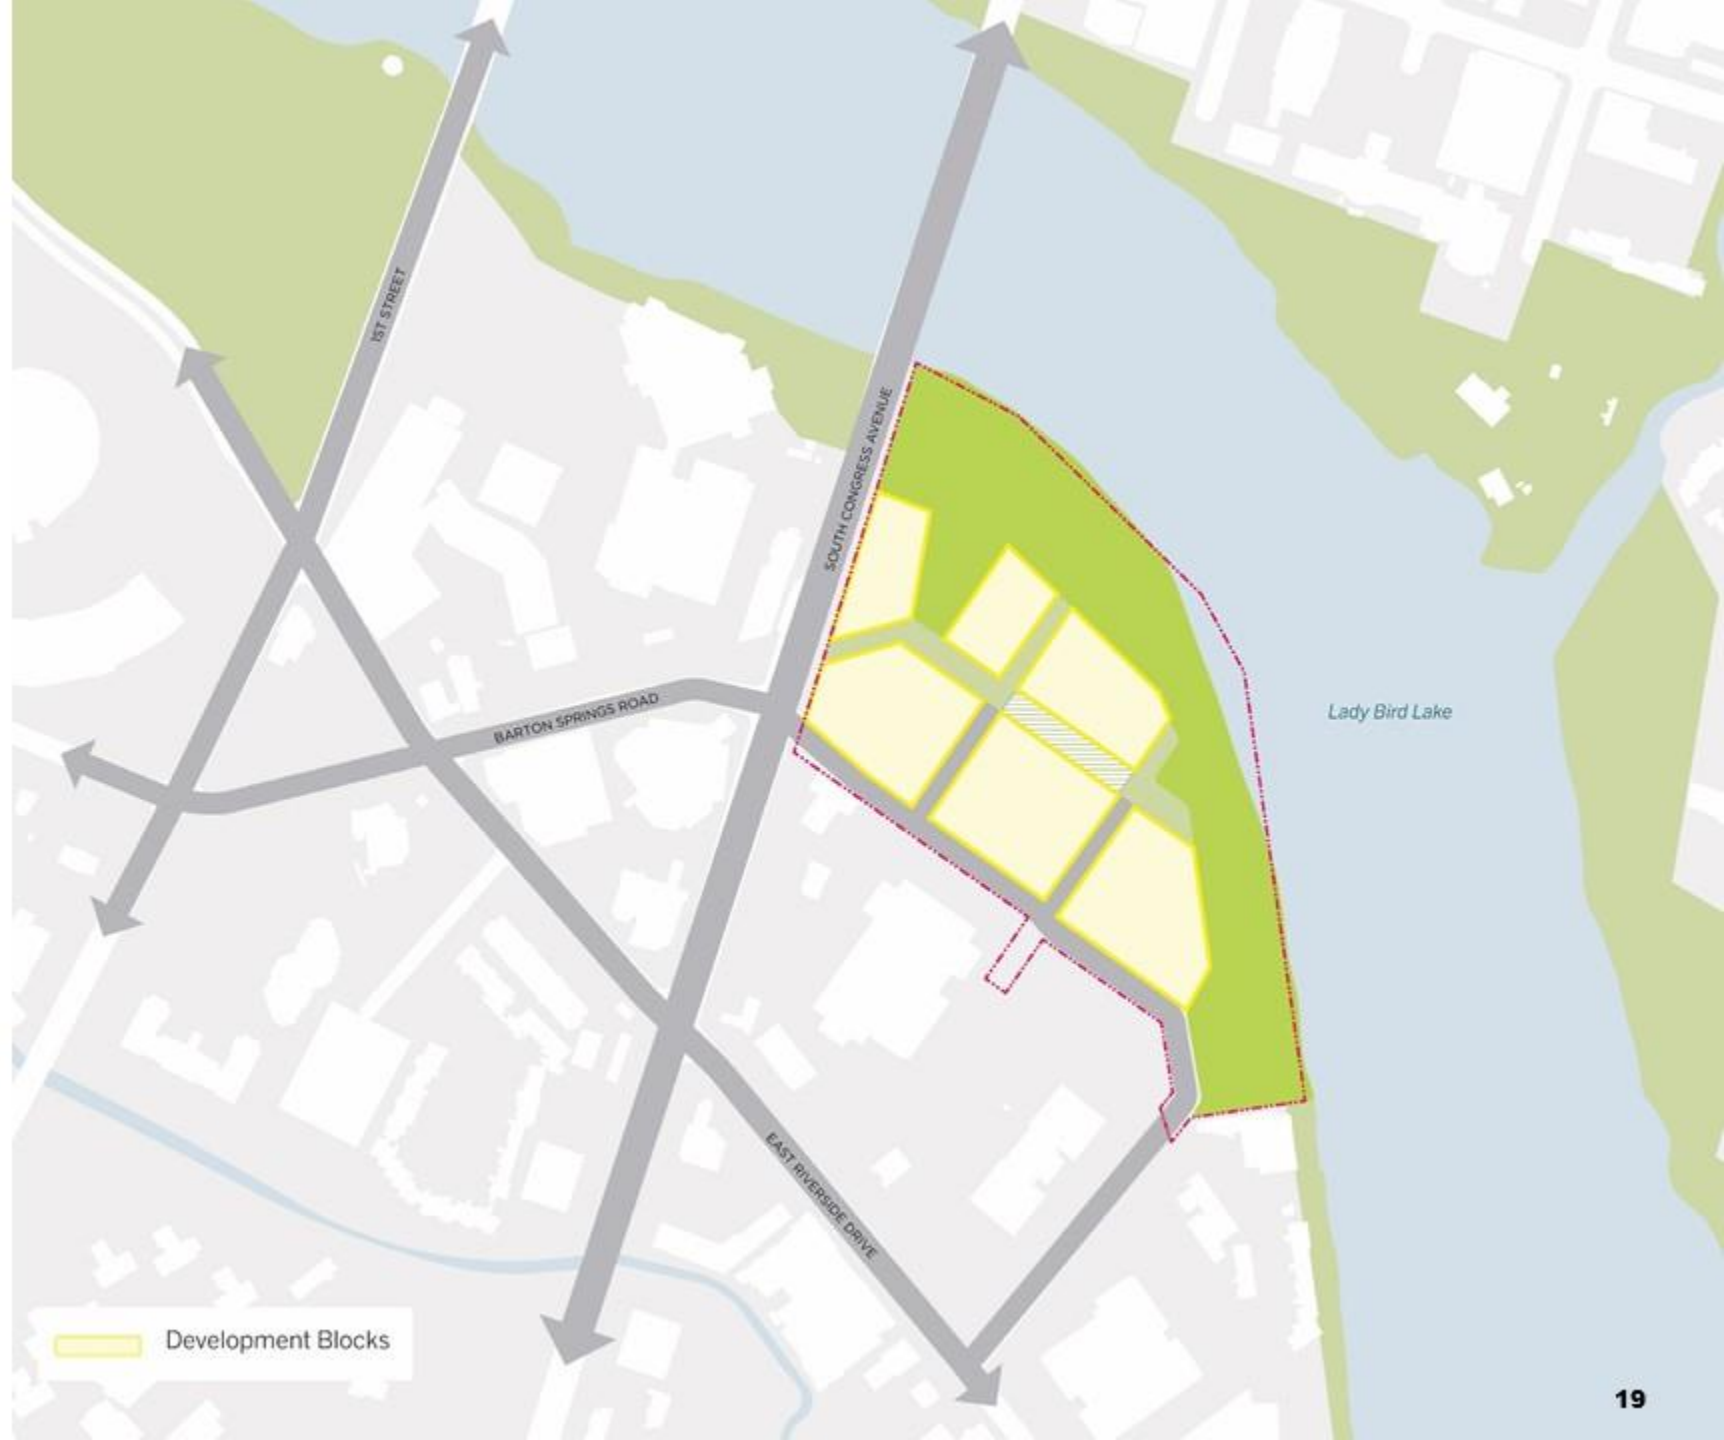 1ST STREET
SOUTH CONGRESS AVENUE
BARTON SPRINGS ROAD
Lady Bird Lake
EAST RIVERSIDE DRIVE
Development Blocks
19